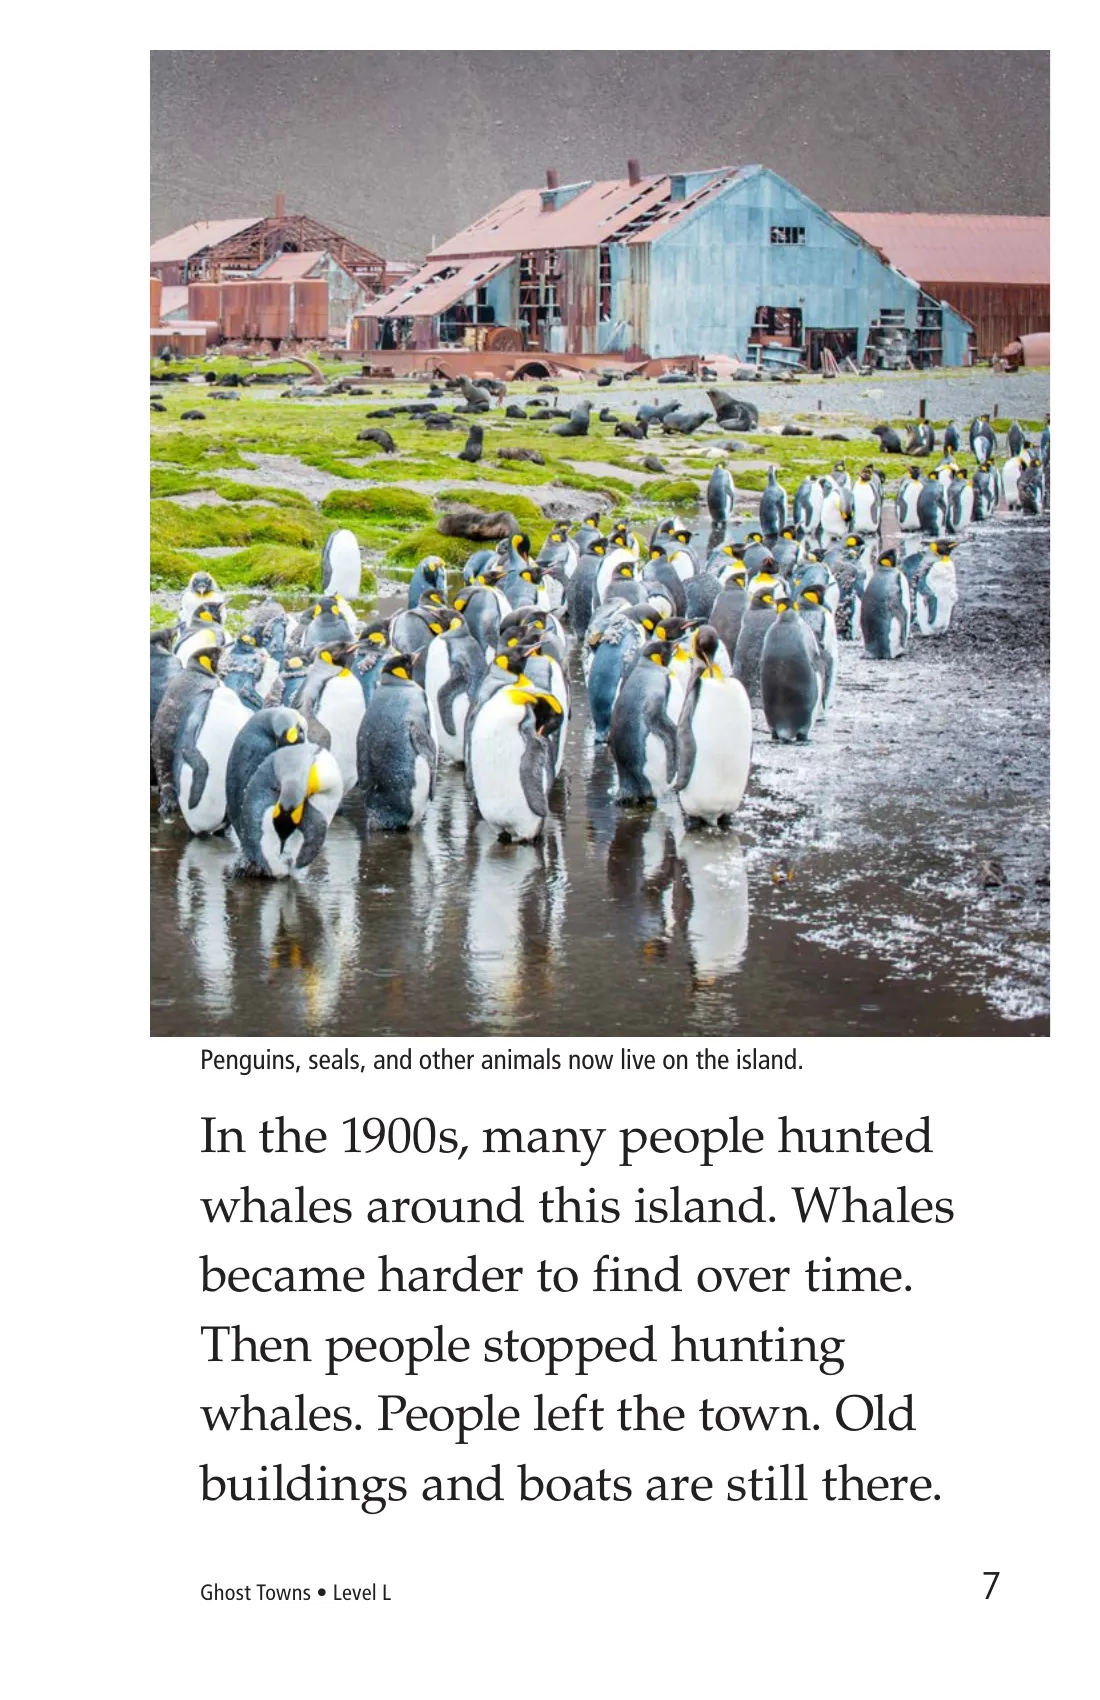 Penguins, seals, and other animals now live on the island.
In the 1900s, many people hunted
whales around this island. Whales
became harder to find over time.
Then people stopped hunting
whales. People left the town. Old
buildings and boats are still there.
Ghost Towns • Level L
7